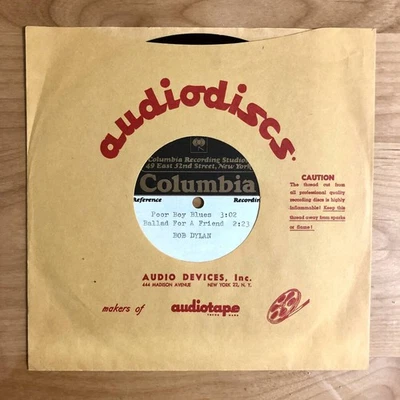 audiodiscs
Columbia Recording Studios
49 East 52nd Street, New York
Columbia
Reference Recording
Poor Boy Blues 3:02
Ballad For A Friend 2:23
BOB DYLAN
CAUTION
The thread cut from
all professional quality
recording discs is highly
inflammable! Keep this
thread away from sparks
or flame!
AUDIO DEVICES, Inc.
444 MADISON AVENUE NEW YORK 22, N. Y.
makers of audiotape
TRADE MARK